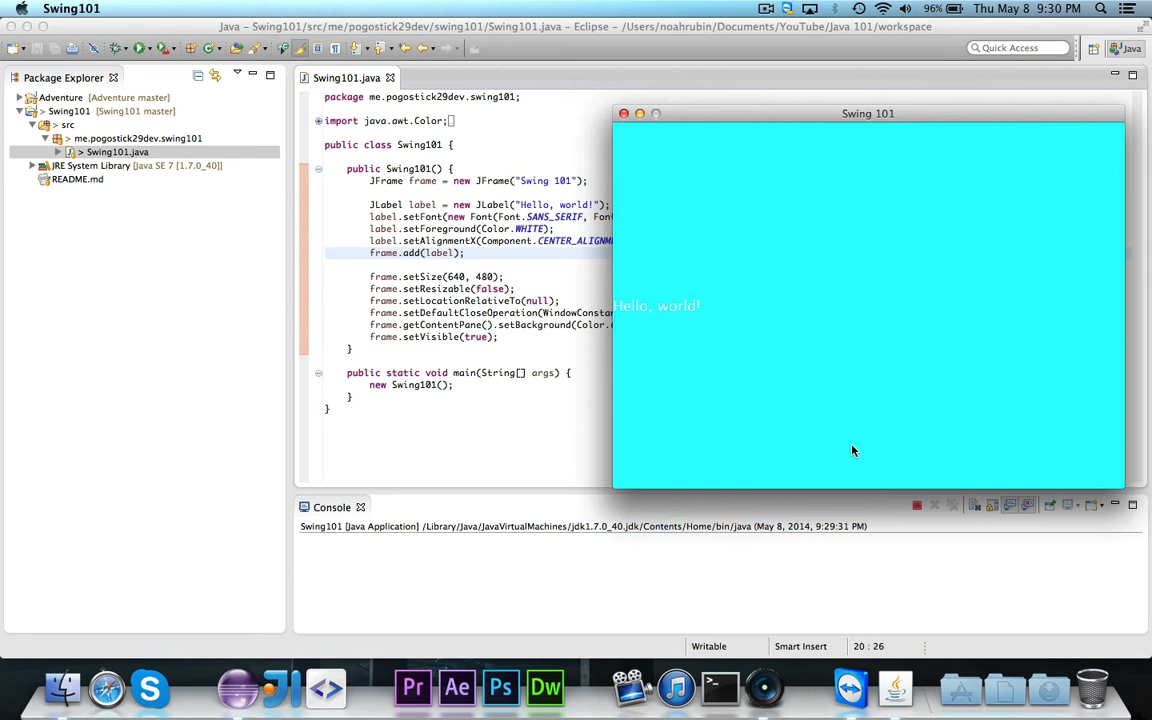 Swing101
96%
Thu May 8 9:30 PM
Java - Swing101/src/me/pogostick29dev/swing101/Swing101.java - Eclipse - /Users/noahrubin/Documents/YouTube/Java 101/workspace
Quick Access
Java
Package Explorer
Adventure [Adventure master]
> Swing101 [Swing101 master]
> src
> me.pogostick29dev.swing101
> Swing101.java
JRE System Library [Java SE 7 [1.7.0_40]]
README.md
Swing101.java
package me.pogostick29dev.swing101;
import java.awt.Color;
public class Swing101 {
public Swing101() {
JFrame frame = new JFrame("Swing 101");
JLabel label = new JLabel("Hello, world!");
label.setFont(new Font(Font.SANS_SERIF, Fon
label.setForeground(Color.WHITE);
label.setAlignmentX(Component.CENTER_ALIGNM
frame.add(label);
frame.setSize(640, 480);
frame.setResizable(false);
frame.setLocationRelativeTo(null);
frame.setDefaultCloseOperation(WindowConstan
frame.getContentPane().setBackground(Color.
frame.setVisible(true);
}
public static void main(String[] args) {
new Swing101();
}
}
Swing 101
Hello, world!
Console
Swing101 [Java Application] /Library/Java/JavaVirtualMachines/jdk1.7.0_40.jdk/Contents/Home/bin/java (May 8, 2014, 9:29:31 PM)
Writable
Smart Insert
20 : 26
Pr
Ae
Ps
Dw